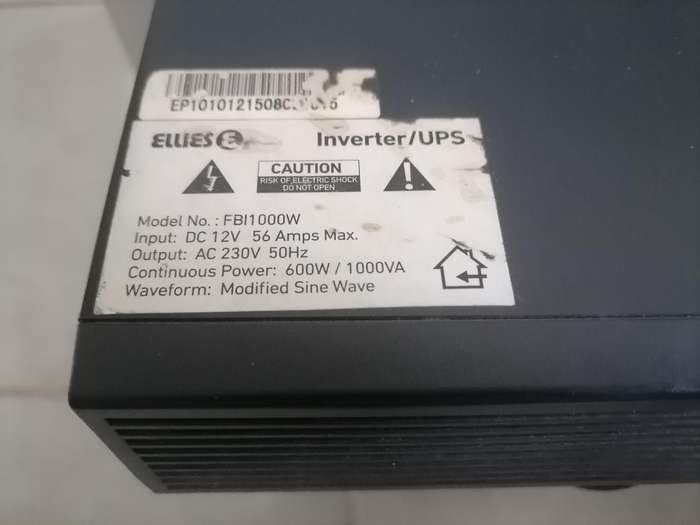 ELLIES
Inverter/UPS
CAUTION
RISK OF ELECTRIC SHOCK
DO NOT OPEN
Model No. : FBI1000W
Input: DC 12V 56 Amps Max.
Output: AC 230V 50Hz
Continuous Power: 600W / 1000VA
Waveform: Modified Sine Wave